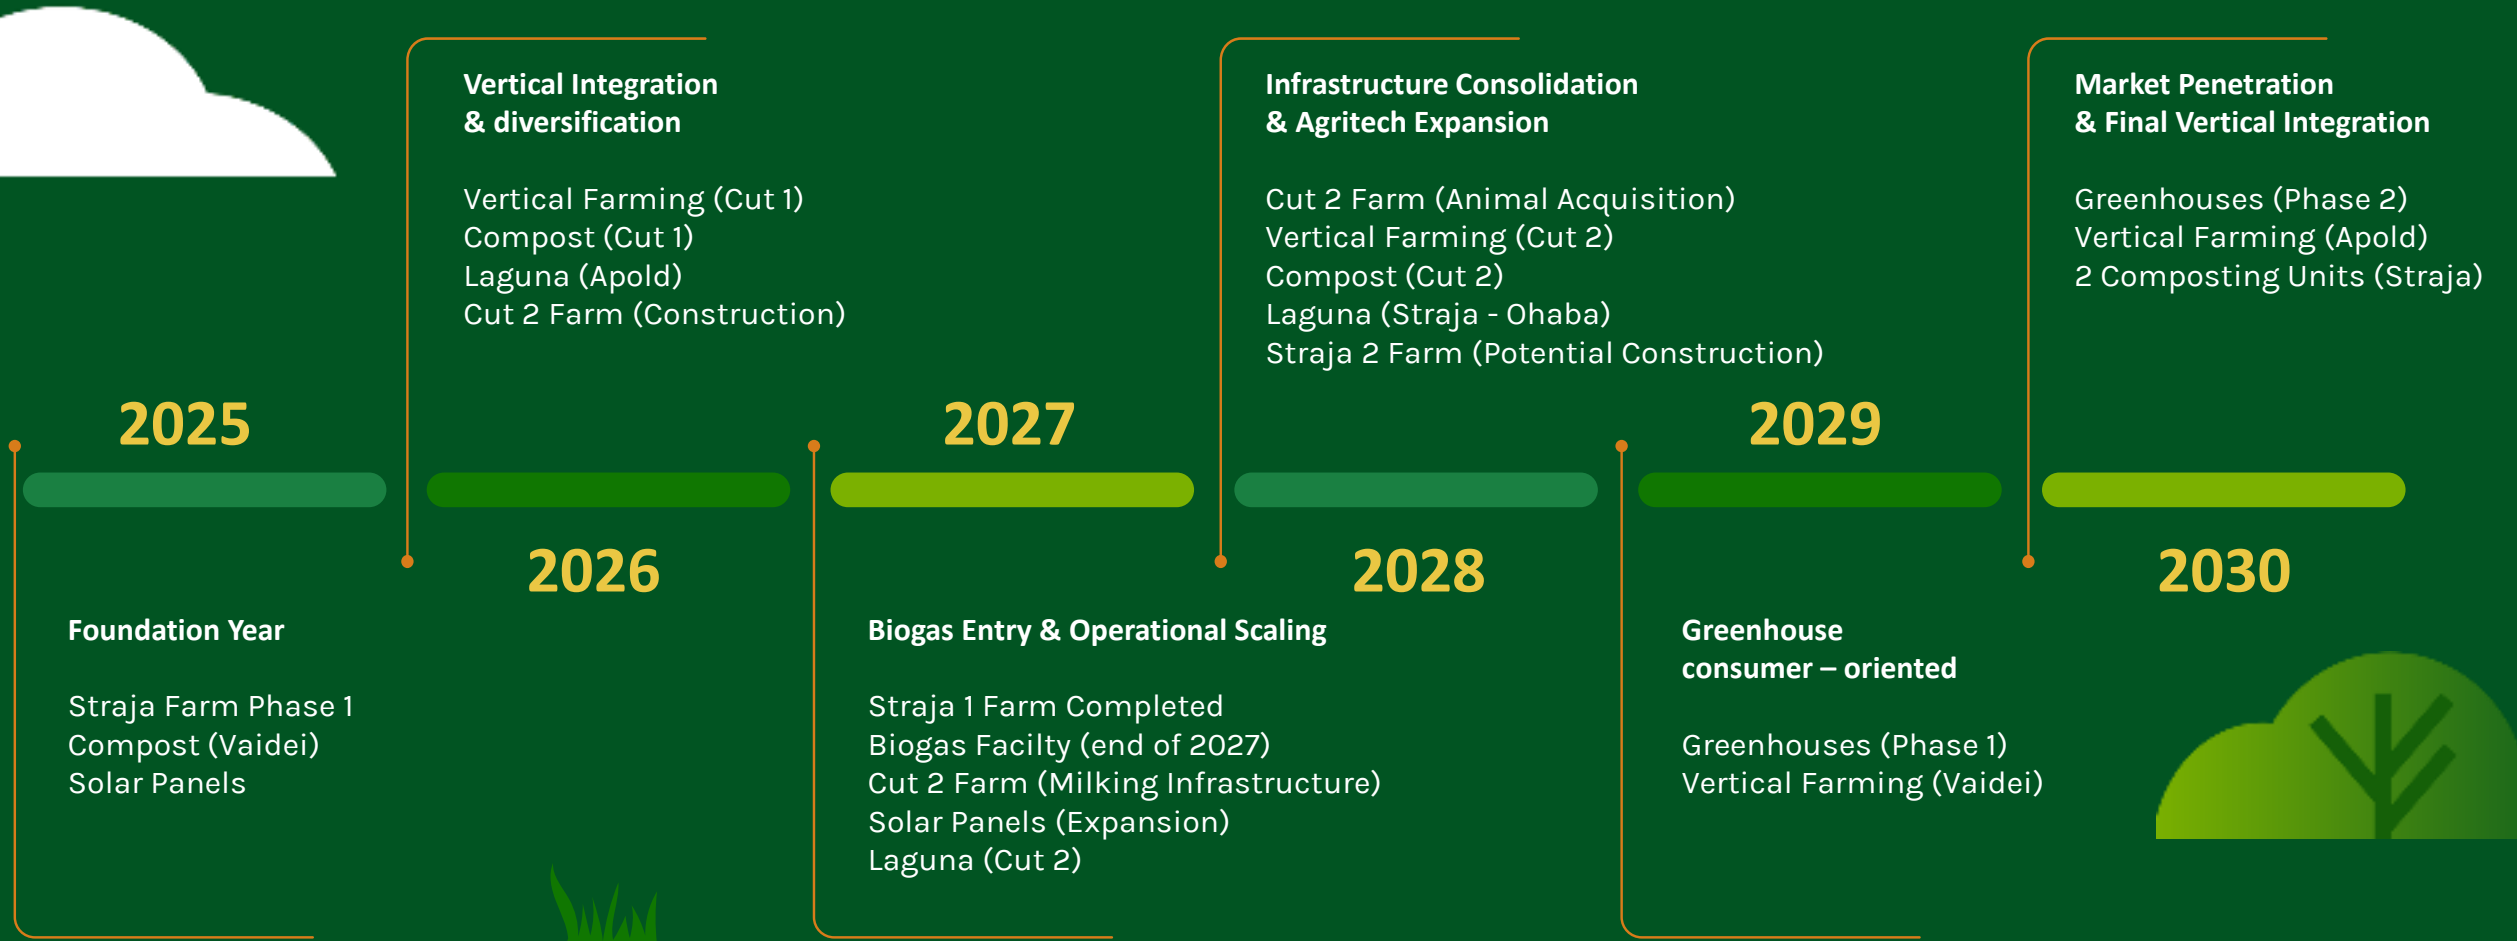 2025
Foundation Year
Straja Farm Phase 1
Compost (Vaidei)
Solar Panels
Vertical Integration
& diversification
Vertical Farming (Cut 1)
Compost (Cut 1)
Laguna (Apold)
Cut 2 Farm (Construction)
2026
2027
Biogas Entry & Operational Scaling
Straja 1 Farm Completed
Biogas Facilty (end of 2027)
Cut 2 Farm (Milking Infrastructure)
Solar Panels (Expansion)
Laguna (Cut 2)
Infrastructure Consolidation
& Agritech Expansion
Cut 2 Farm (Animal Acquisition)
Vertical Farming (Cut 2)
Compost (Cut 2)
Laguna (Straja - Ohaba)
Straja 2 Farm (Potential Construction)
2028
2029
Greenhouse
consumer – oriented
Greenhouses (Phase 1)
Vertical Farming (Vaidei)
Market Penetration
& Final Vertical Integration
Greenhouses (Phase 2)
Vertical Farming (Apold)
2 Composting Units (Straja)
2030